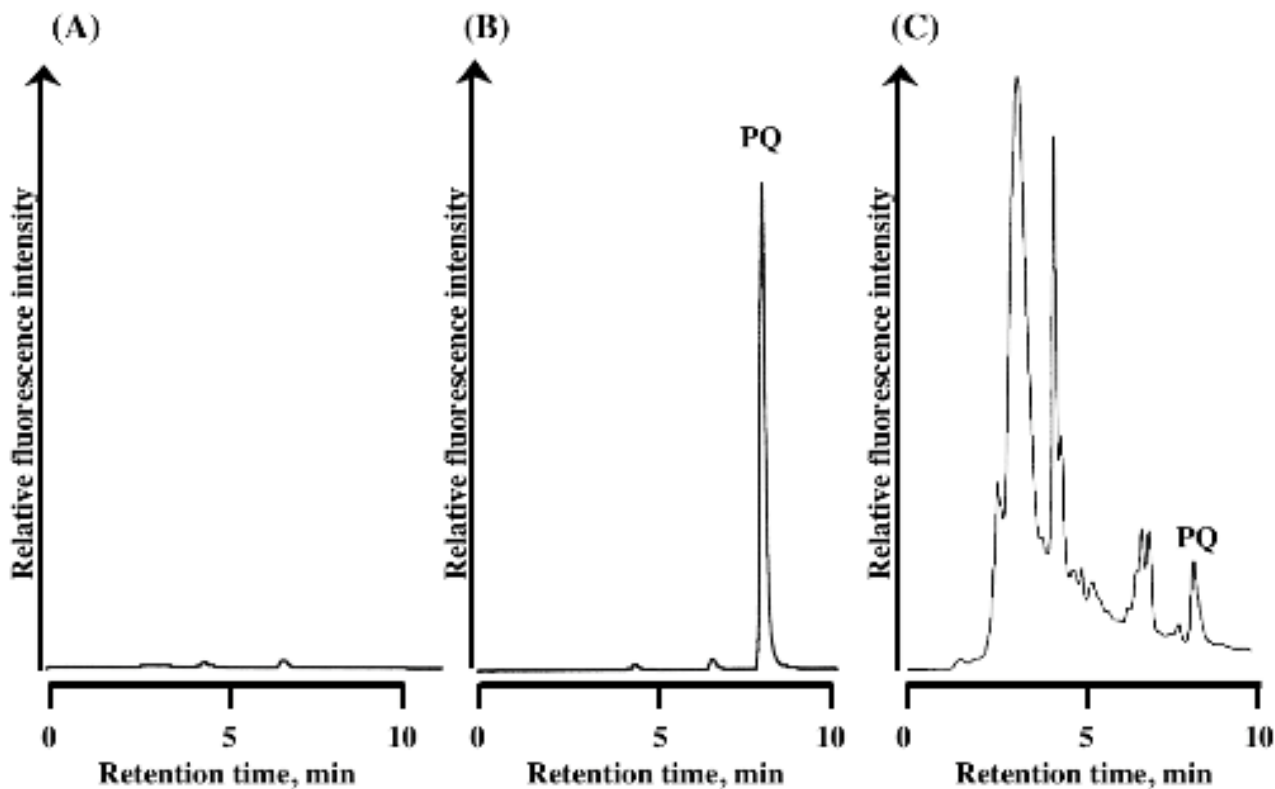 (A)
Relative fluorescence intensity
0 5 10
Retention time, min
(B)
PQ
Relative fluorescence intensity
0 5 10
Retention time, min
(C)
PQ
Relative fluorescence intensity
0 5 10
Retention time, min